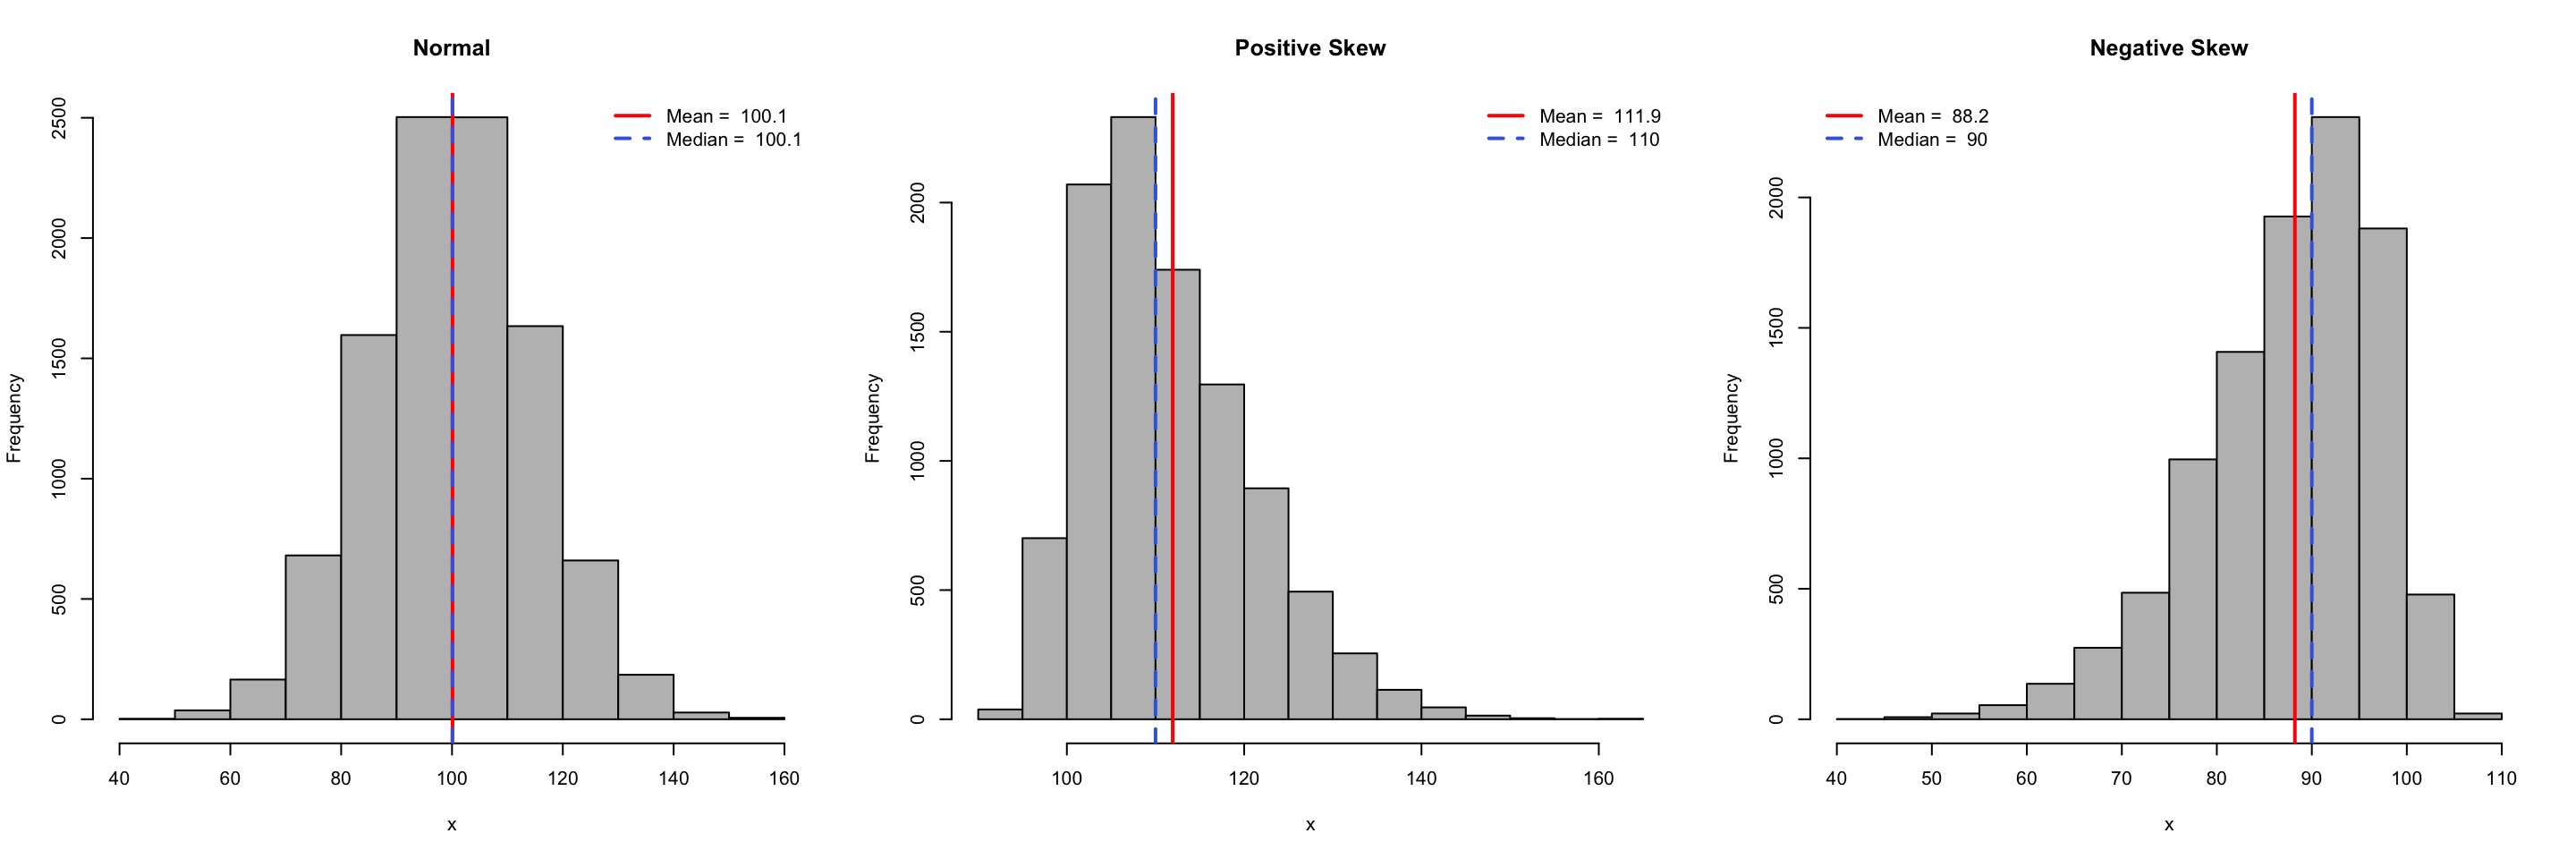 Normal
Mean = 100.1
Median = 100.1
Frequency
2500
2000
1500
1000
500
0
40 60 80 100 120 140 160
x
Positive Skew
Mean = 111.9
Median = 110
Frequency
2000
1500
1000
500
0
100 120 140 160
x
Negative Skew
Mean = 88.2
Median = 90
Frequency
2000
1500
1000
500
0
40 50 60 70 80 90 100 110
x